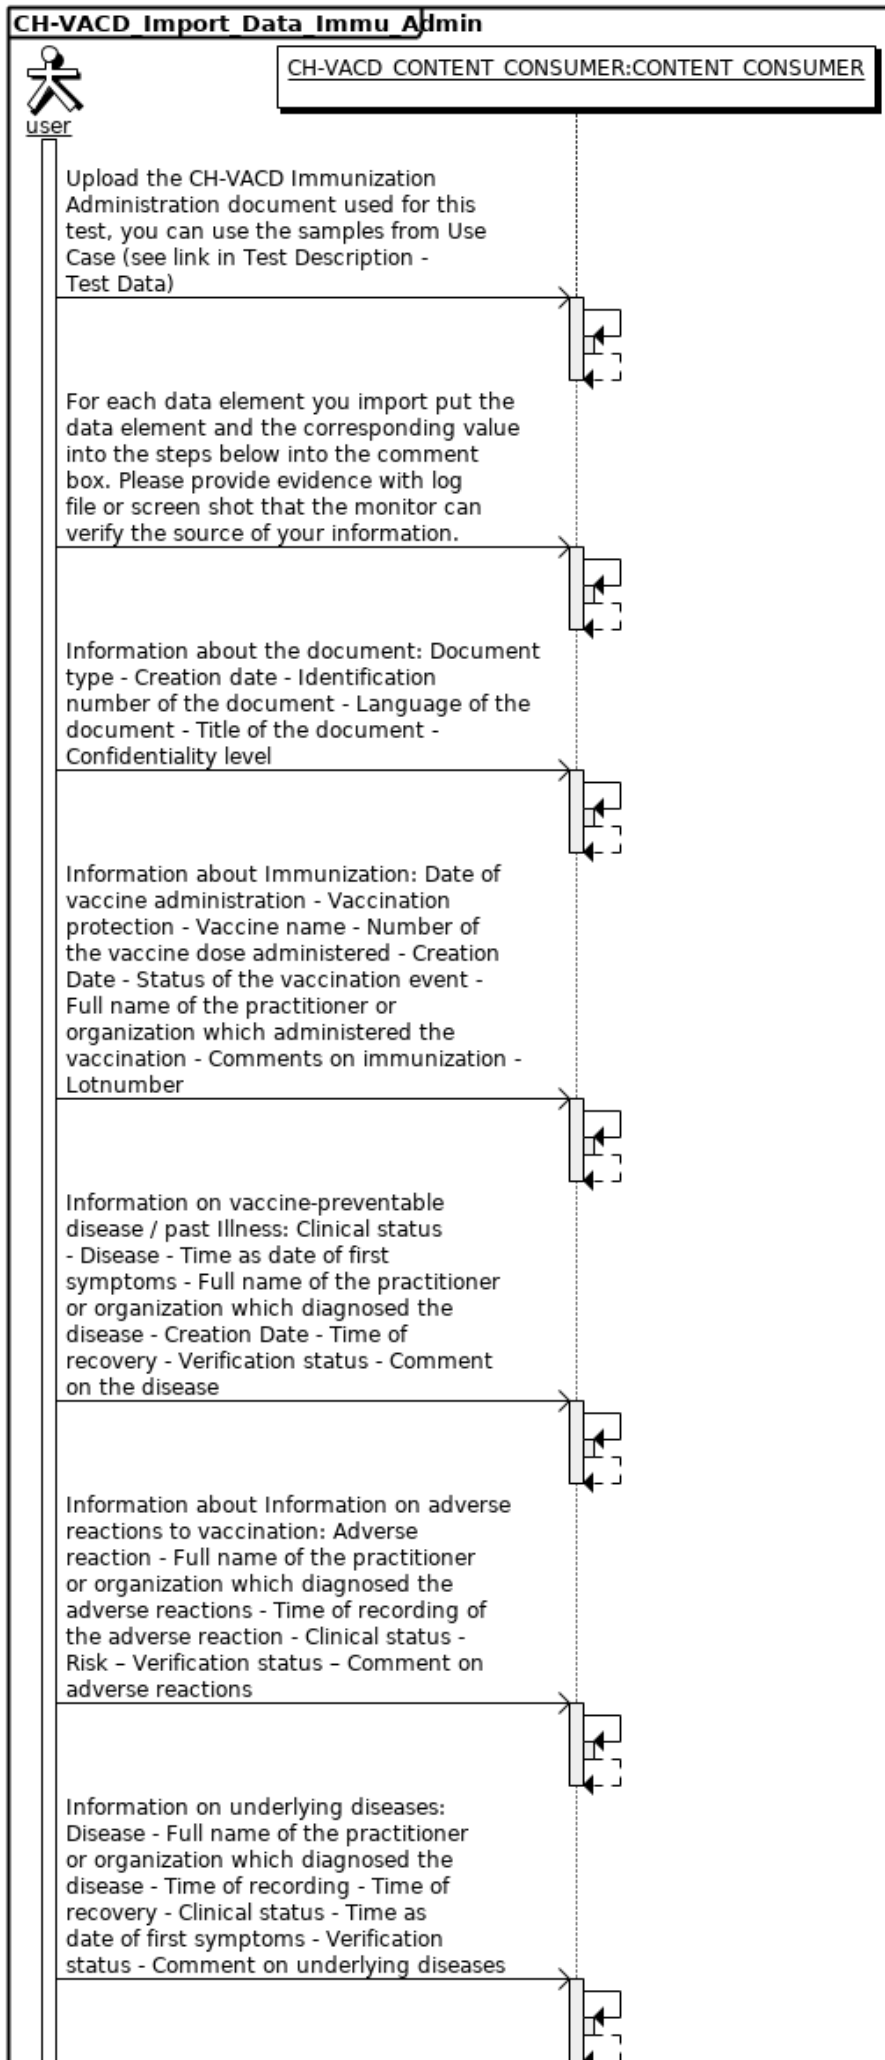 CH-VACD_Import_Data_Immu_Admin
CH-VACD CONTENT CONSUMER:CONTENT CONSUMER
user
Upload the CH-VACD Immunization
Administration document used for this
test, you can use the samples from Use
Case (see link in Test Description -
Test Data)
For each data element you import put the
data element and the corresponding value
into the steps below into the comment
box. Please provide evidence with log
file or screen shot that the monitor can
verify the source of your information.
Information about the document: Document
type - Creation date - Identification
number of the document - Language of the
document - Title of the document -
Confidentiality level
Information about Immunization: Date of
vaccine administration - Vaccination
protection - Vaccine name - Number of
the vaccine dose administered - Creation
Date - Status of the vaccination event -
Full name of the practitioner or
organization which administered the
vaccination - Comments on immunization -
Lotnumber
Information on vaccine-preventable
disease / past Illness: Clinical status
- Disease - Time as date of first
symptoms - Full name of the practitioner
or organization which diagnosed the
disease - Creation Date - Time of
recovery - Verification status - Comment
on the disease
Information about Information on adverse
reactions to vaccination: Adverse
reaction - Full name of the practitioner
or organization which diagnosed the
adverse reactions - Time of recording of
the adverse reaction - Clinical status -
Risk – Verification status – Comment on
adverse reactions
Information on underlying diseases:
Disease - Full name of the practitioner
or organization which diagnosed the
disease - Time of recording - Time of
recovery - Clinical status - Time as
date of first symptoms - Verification
status - Comment on underlying diseases